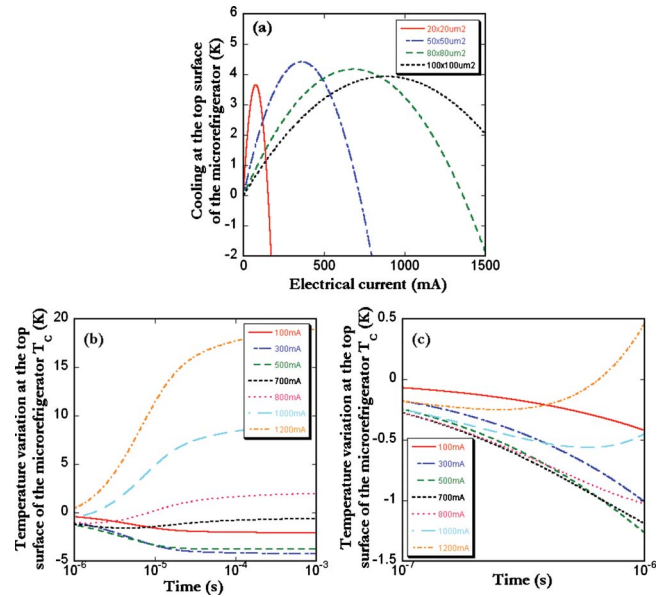 (a)
20x20um2
50x50um2
80x80um2
100x100um2
Cooling at the top surface
of the microrefrigerator (K)
6
5
4
3
2
1
0
-1
-2
0
500
1000
1500
Electrical current (mA)
(b)
Temperature variation at the top
surface of the microrefrigerator T_C (K)
20
15
10
5
0
-5
100mA
300mA
500mA
700mA
800mA
1000mA
1200mA
10^-6
10^-5
10^-4
10^-3
Time (s)
(c)
Temperature variation at the top
surface of the microrefrigerator T_C (K)
0.5
0
-0.5
-1
-1.5
100mA
300mA
500mA
700mA
800mA
1000mA
1200mA
10^-7
10^-6
Time (s)